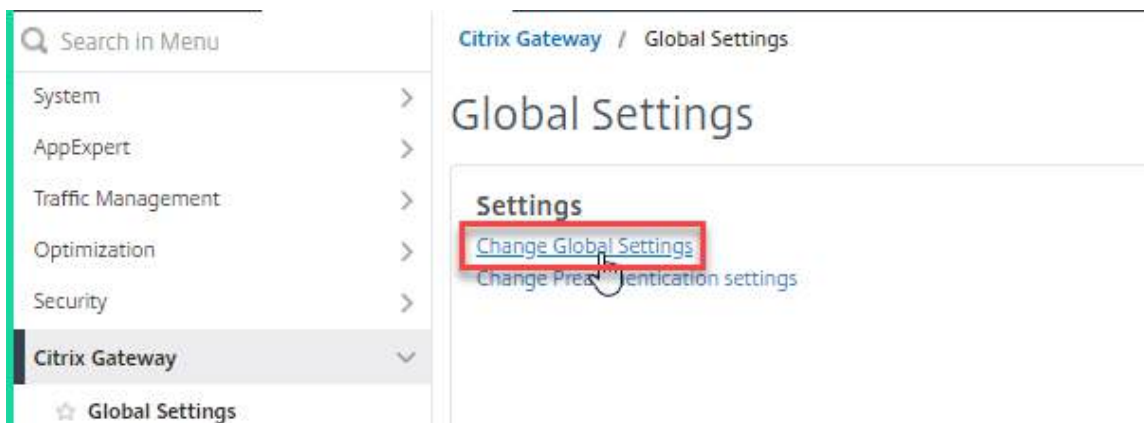 Search in Menu
System
AppExpert
Traffic Management
Optimization
Security
Citrix Gateway
Global Settings
Citrix Gateway / Global Settings
Global Settings
Settings
Change Global Settings
Change settings